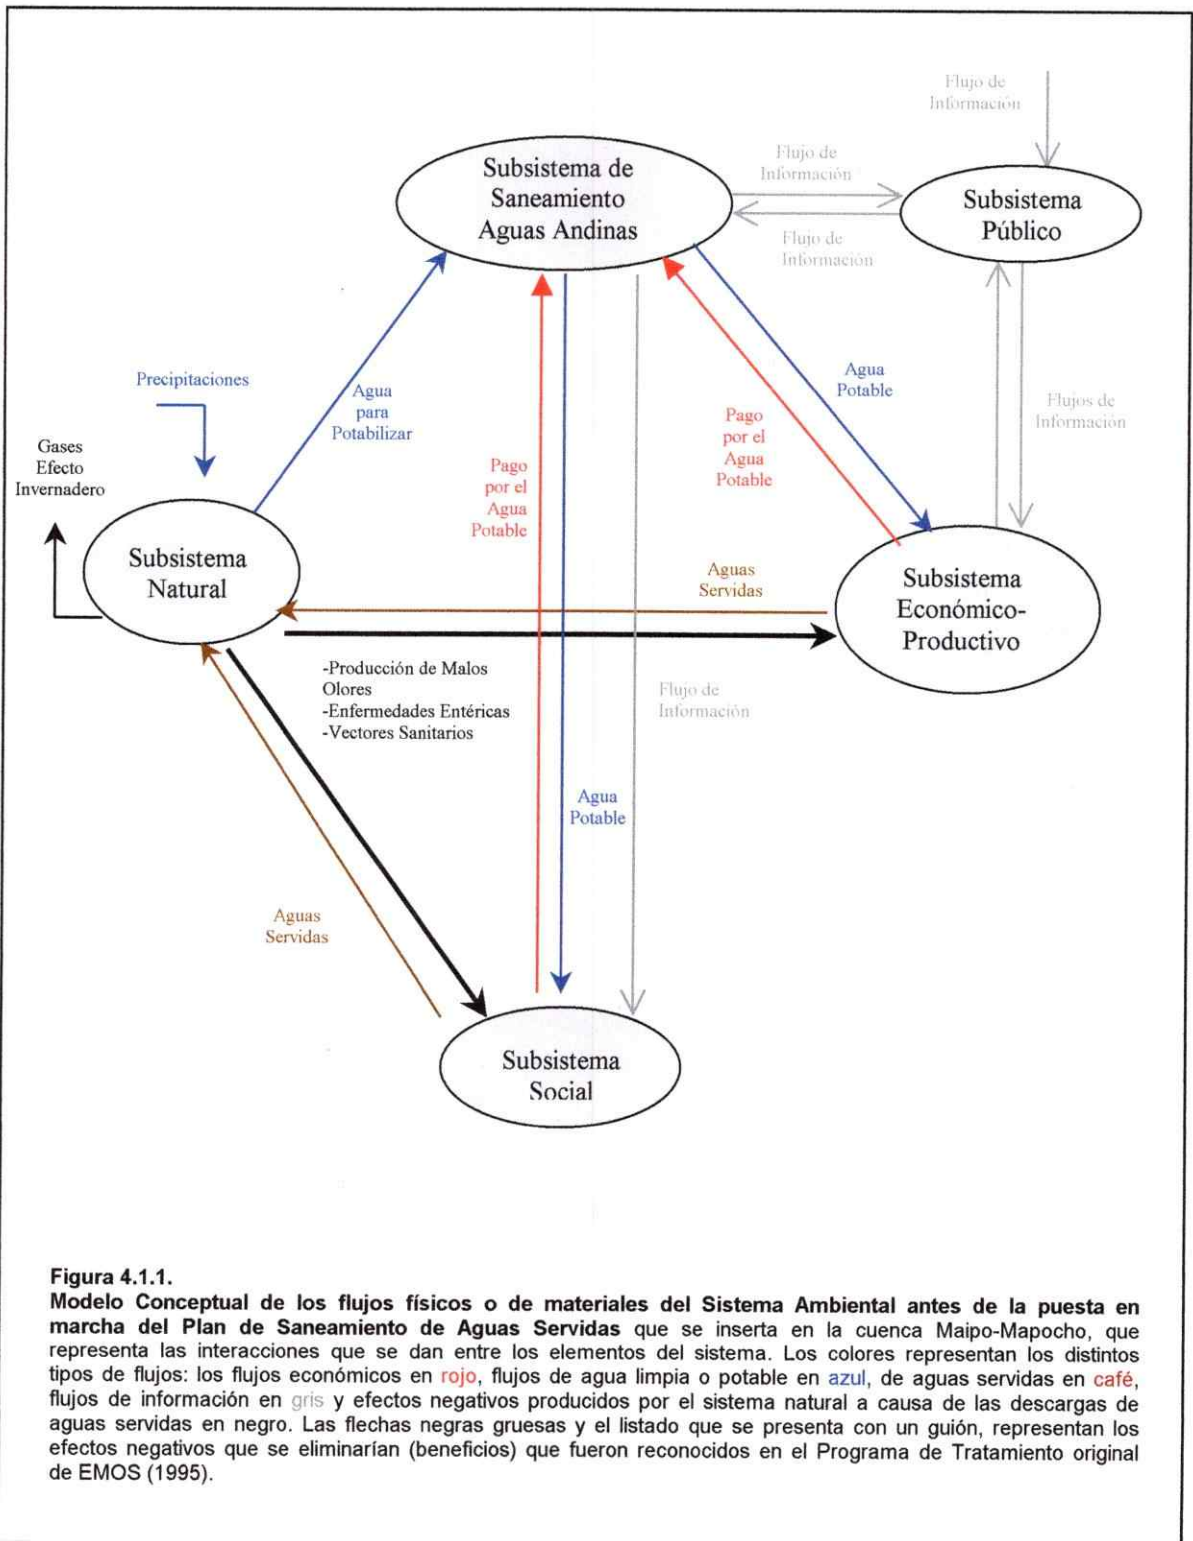 Flujo de
Información
Subsistema de
Saneamiento
Aguas Andinas
Flujo de
Información
Subsistema
Público
Flujo de
Información
Precipitaciones
Agua
para
Potabilizar
Agua
Potable
Pago
por el
Agua
Potable
Flujos de
Información
Gases
Efecto
Invernadero
Pago
por el
Agua
Potable
Subsistema
Natural
Aguas
Servidas
Subsistema
Económico-
Productivo
-Producción de Malos
Olores
-Enfermedades Entéricas
-Vectores Sanitarios
Flujo de
Información
Agua
Potable
Aguas
Servidas
Subsistema
Social
Figura 4.1.1.
Modelo Conceptual de los flujos físicos o de materiales del Sistema Ambiental antes de la puesta en
marcha del Plan de Saneamiento de Aguas Servidas que se inserta en la cuenca Maipo-Mapocho, que
representa las interacciones que se dan entre los elementos del sistema. Los colores representan los distintos
tipos de flujos: los flujos económicos en rojo, flujos de agua limpia o potable en azul, de aguas servidas en café,
flujos de información en gris y efectos negativos producidos por el sistema natural a causa de las descargas de
aguas servidas en negro. Las flechas negras gruesas y el listado que se presenta con un guión, representan los
efectos negativos que se eliminarían (beneficios) que fueron reconocidos en el Programa de Tratamiento original
de EMOS (1995).